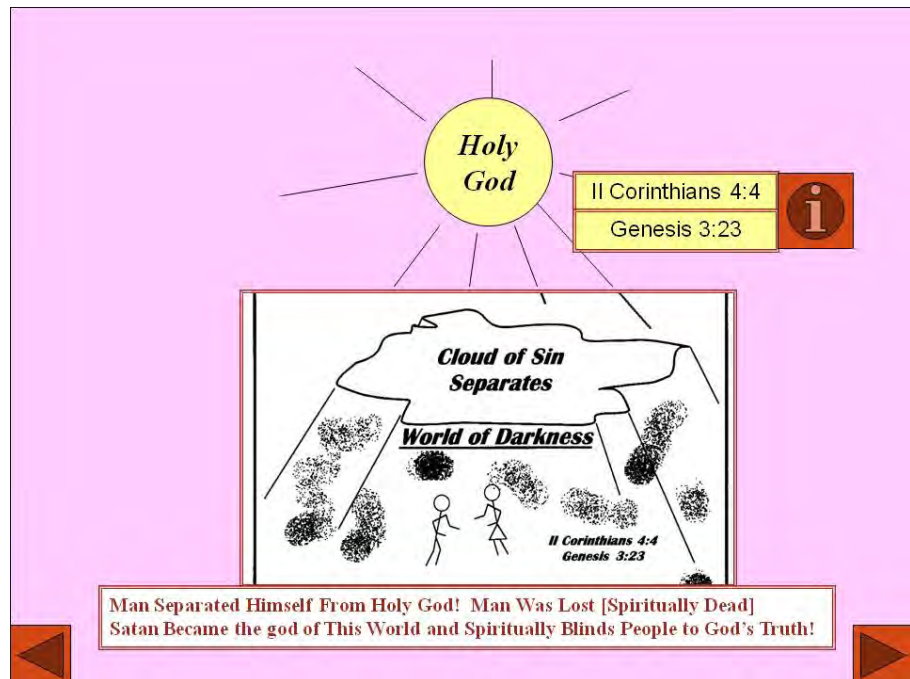 Holy
God
II Corinthians 4:4
Genesis 3:23
i
Cloud of Sin
Separates
World of Darkness
II Corinthians 4:4
Genesis 3:23
Man Separated Himself From Holy God! Man Was Lost [Spiritually Dead]
Satan Became the god of This World and Spiritually Blinds People to God's Truth!